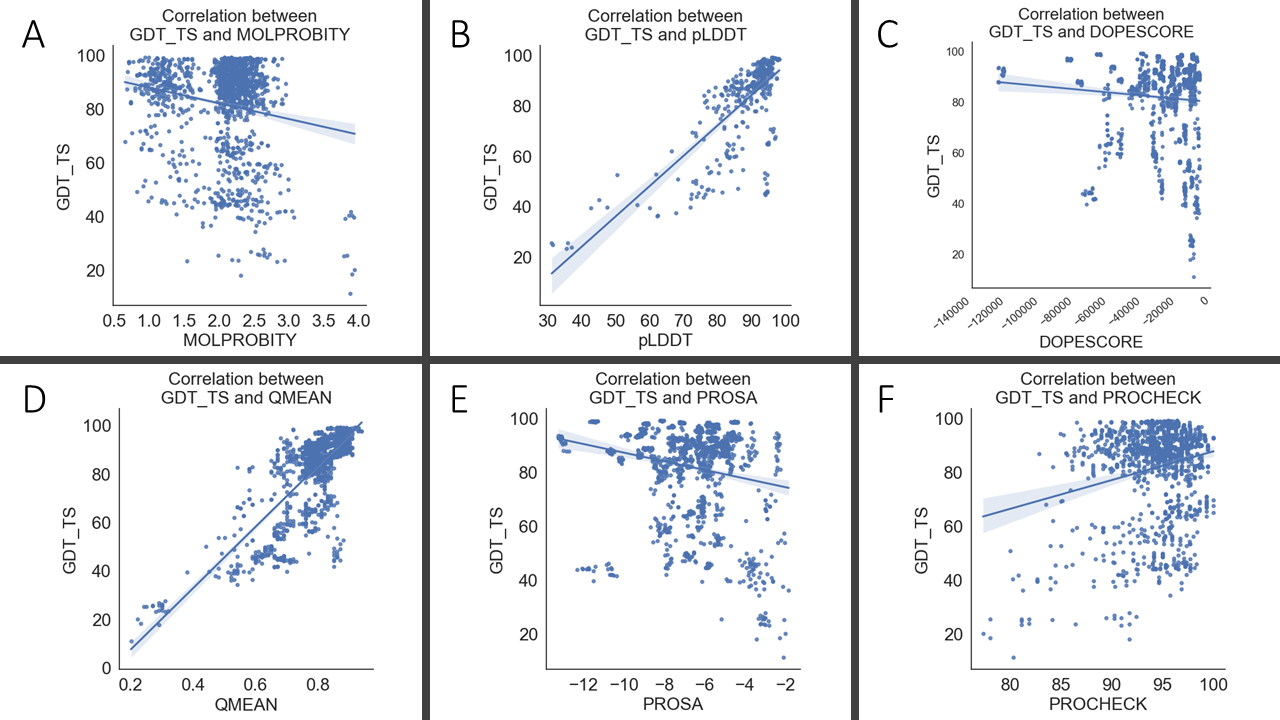 A
Correlation between
GDT_TS and MOLPROBITY
GDT_TS
100
80
60
40
20
0.5 1.0 1.5 2.0 2.5 3.0 3.5 4.0
MOLPROBITY
B
Correlation between
GDT_TS and pLDDT
GDT_TS
100
80
60
40
20
30 40 50 60 70 80 90 100
pLDDT
C
Correlation between
GDT_TS and DOPESCORE
GDT_TS
100
80
60
40
20
−140000 −120000 −100000 −80000 −60000 −40000 −20000 0
DOPESCORE
D
Correlation between
GDT_TS and QMEAN
GDT_TS
100
80
60
40
20
0
0.2 0.4 0.6 0.8
QMEAN
E
Correlation between
GDT_TS and PROSA
GDT_TS
100
80
60
40
20
−12 −10 −8 −6 −4 −2
PROSA
F
Correlation between
GDT_TS and PROCHECK
GDT_TS
100
80
60
40
20
80 85 90 95 100
PROCHECK